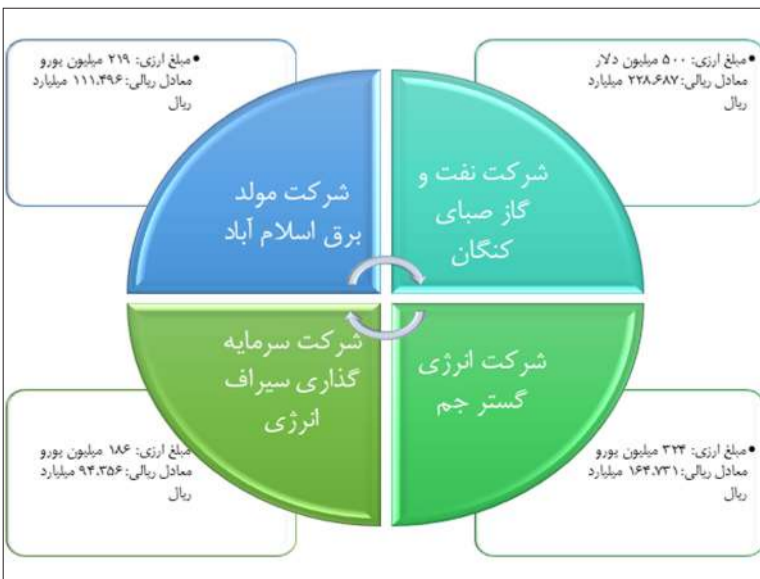 •مبلغ ارزی: ۵۰۰ میلیون دلار
معادل ریالی: ۲۲۸،۶۸۷ میلیارد
ریال
شرکت نفت و
گاز صبای
کنگان
•مبلغ ارزی: ۲۱۹ میلیون یورو
معادل ریالی: ۱۱۱،۴۹۶ میلیارد
ریال
شرکت مولد
برق اسلام آباد
شرکت انرژی
گستر جم
•مبلغ ارزی: ۳۲۴ میلیون یورو
معادل ریالی: ۱۶۴،۷۳۱ میلیارد
ریال
شرکت سرمایه
گذاری سیراف
انرژی
•مبلغ ارزی: ۱۸۶ میلیون یورو
معادل ریالی: ۹۴،۳۵۶ میلیارد
ریال